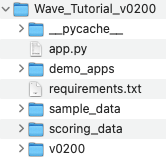 Wave_Tutorial_v0200
__pycache__
app.py
demo_apps
requirements.txt
sample_data
scoring_data
v0200